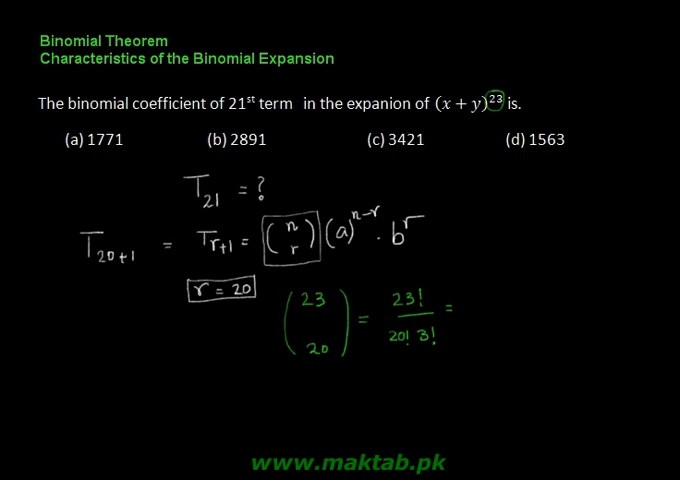 Binomial Theorem
Characteristics of the Binomial Expansion
The binomial coefficient of 21ˢᵗ term in the expanion of (x + y)²³ is.
(a) 1771 (b) 2891 (c) 3421 (d) 1563
T₂₁ = ?
T₂₀₊₁ = Tᵣ₊₁ = (n r) (a)ⁿ⁻ʳ . bʳ
r = 20
(23 20) = 23! / 20! 3! =
www.maktab.pk